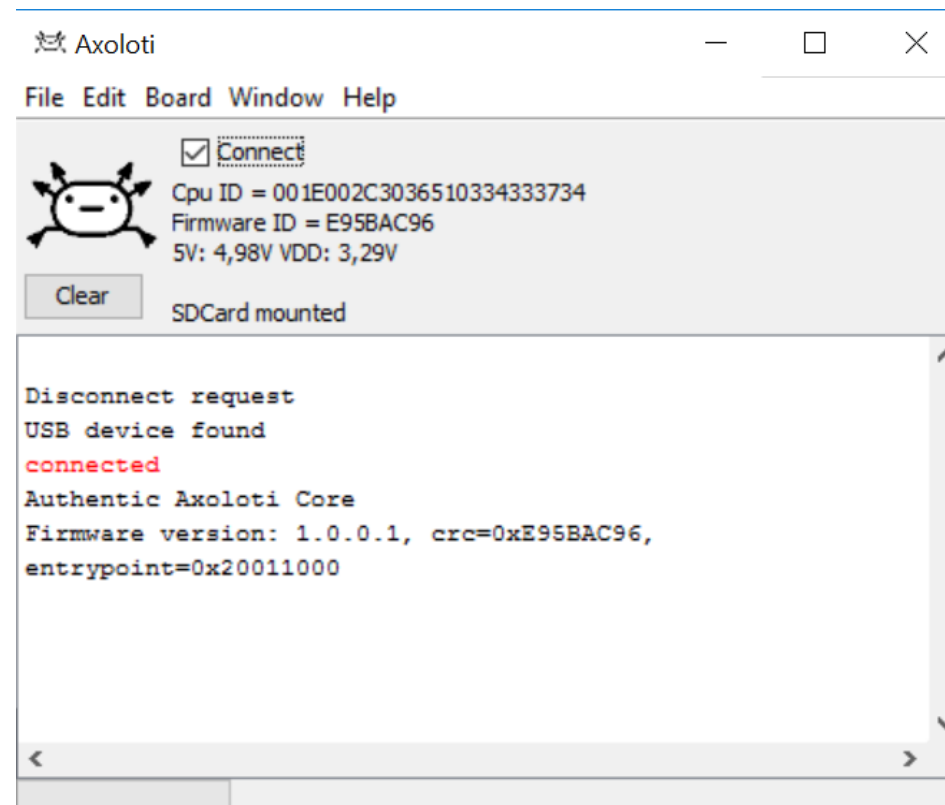 Axoloti
File Edit Board Window Help
Connect
Cpu ID = 001E002C3036510334333734
Firmware ID = E95BAC96
5V: 4,98V VDD: 3,29V
Clear
SDCard mounted
Disconnect request
USB device found
connected
Authentic Axoloti Core
Firmware version: 1.0.0.1, crc=0xE95BAC96,
entrypoint=0x20011000